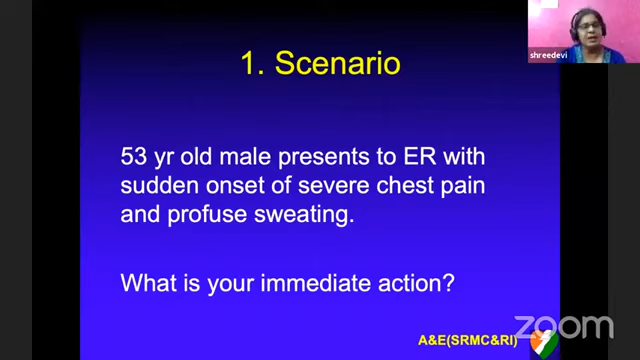 shreedevi
1. Scenario
53 yr old male presents to ER with
sudden onset of severe chest pain
and profuse sweating.
What is your immediate action?
A&E(SRMC&RI)
zoom